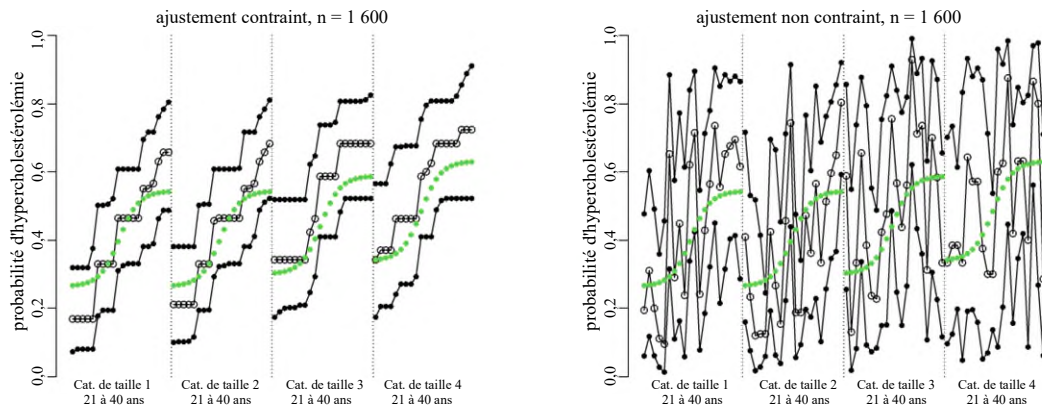 ajustement contraint, n = 1 600
probabilité d'hypercholestérolémie
1,0
0,8
0,6
0,4
0,2
0,0
Cat. de taille 1
21 à 40 ans
Cat. de taille 2
21 à 40 ans
Cat. de taille 3
21 à 40 ans
Cat. de taille 4
21 à 40 ans
ajustement non contraint, n = 1 600
probabilité d'hypercholestérolémie
1,0
0,8
0,6
0,4
0,2
0,0
Cat. de taille 1
21 à 40 ans
Cat. de taille 2
21 à 40 ans
Cat. de taille 3
21 à 40 ans
Cat. de taille 4
21 à 40 ans